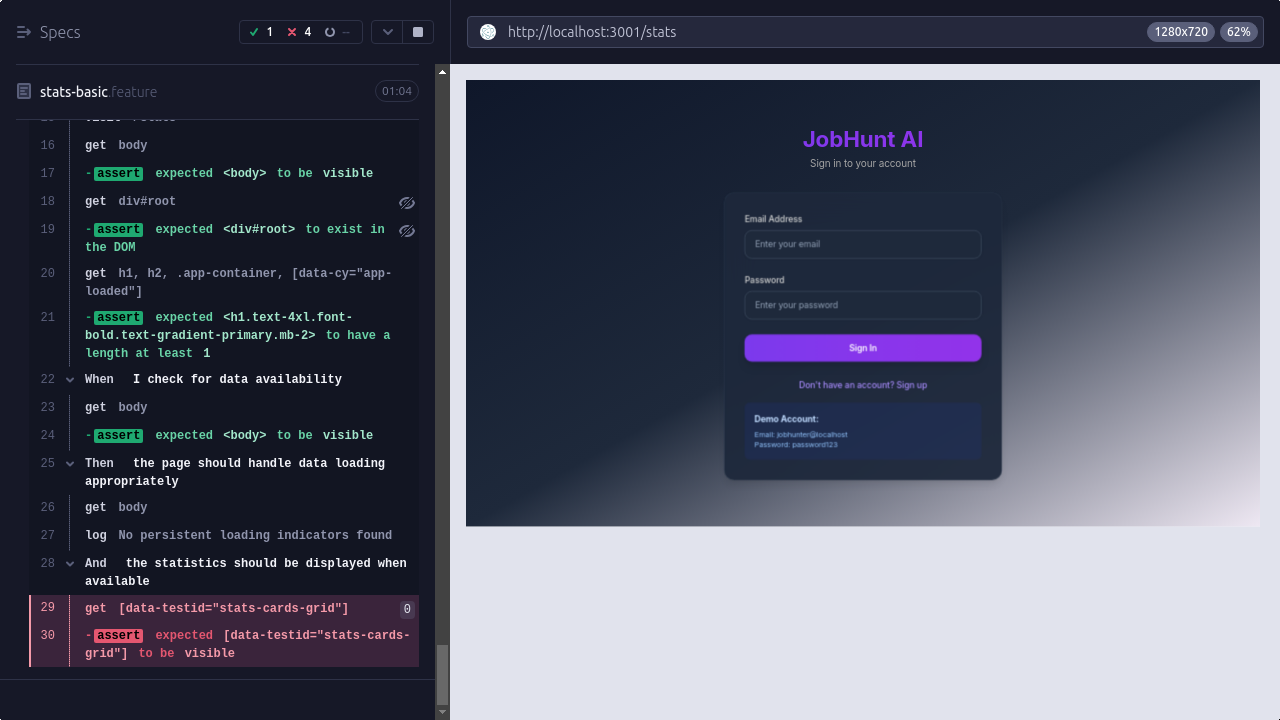 Specs
1
4
--
http://localhost:3001/stats
1280x720
62%
stats-basic.feature
01:04
16 get body
17 -assert expected <body> to be visible
18 get div#root
19 -assert expected <div#root> to exist in
the DOM
20 get h1, h2, .app-container, [data-cy="app-
loaded"]
21 -assert expected <h1.text-4xl.font-
bold.text-gradient-primary.mb-2> to have a
length at least 1
22 When I check for data availability
23 get body
24 -assert expected <body> to be visible
25 Then the page should handle data loading
appropriately
26 get body
27 log No persistent loading indicators found
28 And the statistics should be displayed when
available
29 get [data-testid="stats-cards-grid"] 0
30 -assert expected [data-testid="stats-cards-
grid"] to be visible
JobHunt AI
Sign in to your account
Email Address
Enter your email
Password
Enter your password
Sign In
Don't have an account? Sign up
Demo Account:
Email: jobhunter@localhost
Password: password123